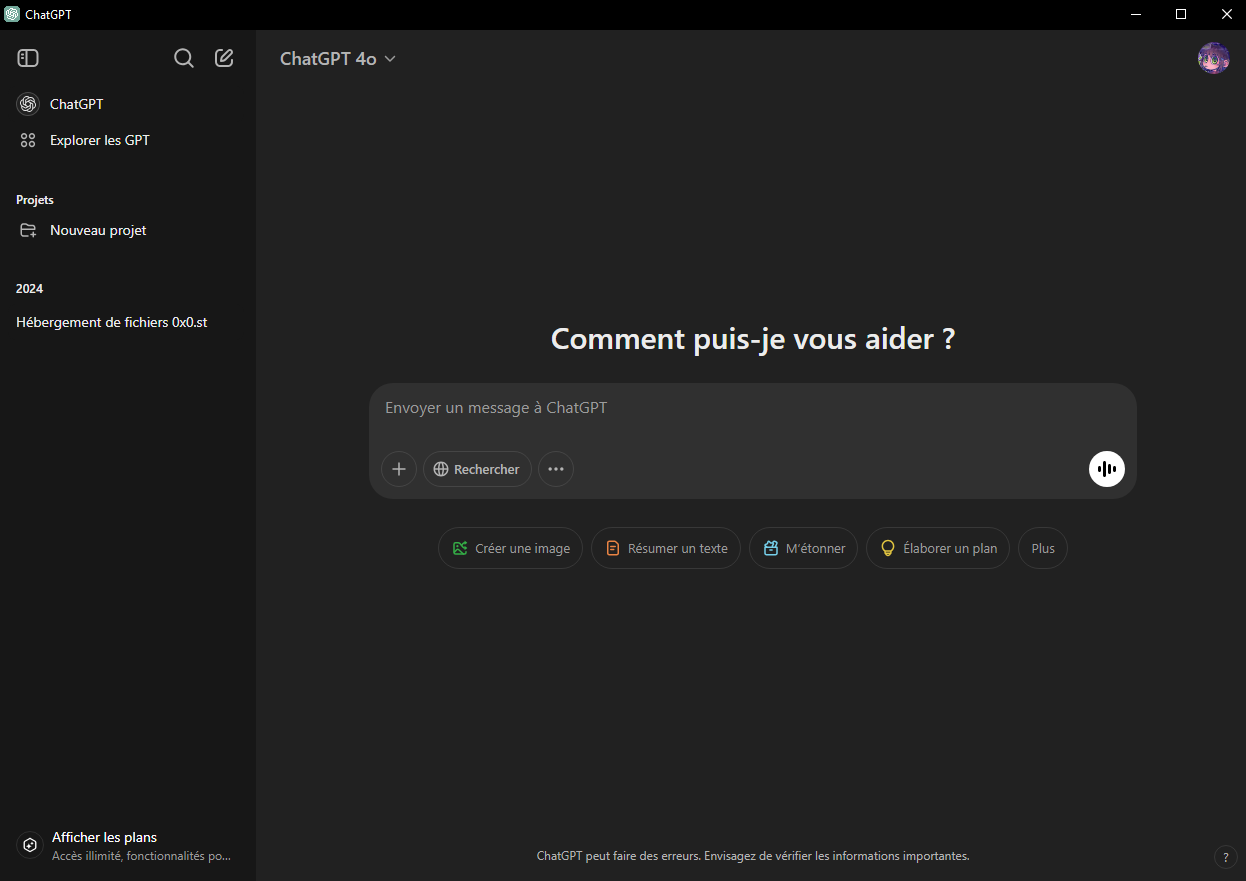 ChatGPT
ChatGPT 4o
ChatGPT
Explorer les GPT
Projets
Nouveau projet
2024
Hébergement de fichiers 0x0.st
Comment puis-je vous aider ?
Envoyer un message à ChatGPT
Rechercher
Créer une image
Résumer un texte
M'étonner
Élaborer un plan
Plus
Afficher les plans
Accès illimité, fonctionnalités po...
ChatGPT peut faire des erreurs. Envisagez de vérifier les informations importantes.
?